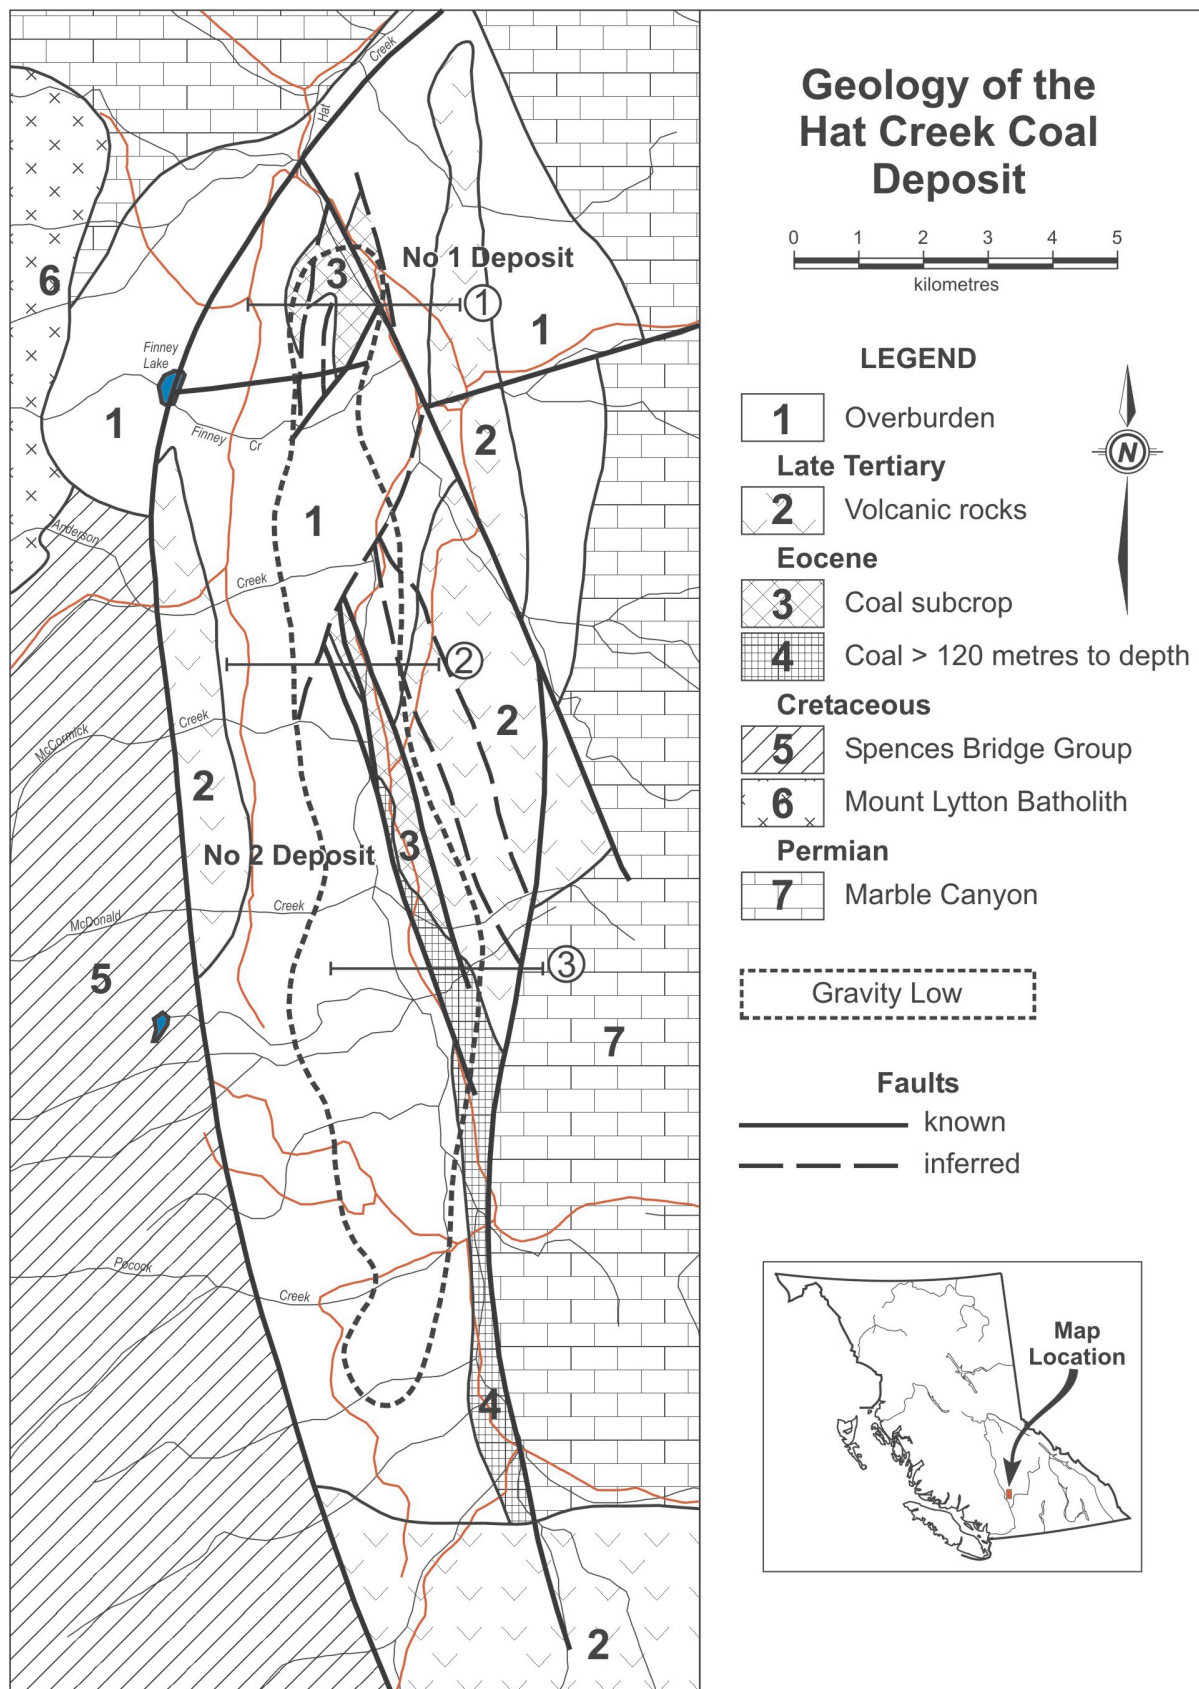 Geology of the
Hat Creek Coal
Deposit
0 1 2 3 4 5
kilometres
LEGEND
1 Overburden
Late Tertiary
2 Volcanic rocks
Eocene
3 Coal subcrop
4 Coal > 120 metres to depth
Cretaceous
5 Spences Bridge Group
6 Mount Lytton Batholith
Permian
7 Marble Canyon
Gravity Low
Faults
known
inferred
N
Map
Location
Hat Creek
6
3
No 1 Deposit
1
1
Finney
Lake
1
Finney Cr
2
1
Anderson Creek
2
McCormick Creek
2
2
No 2 Deposit
3
McDonald Creek
5
3
7
Pocock Creek
4
2